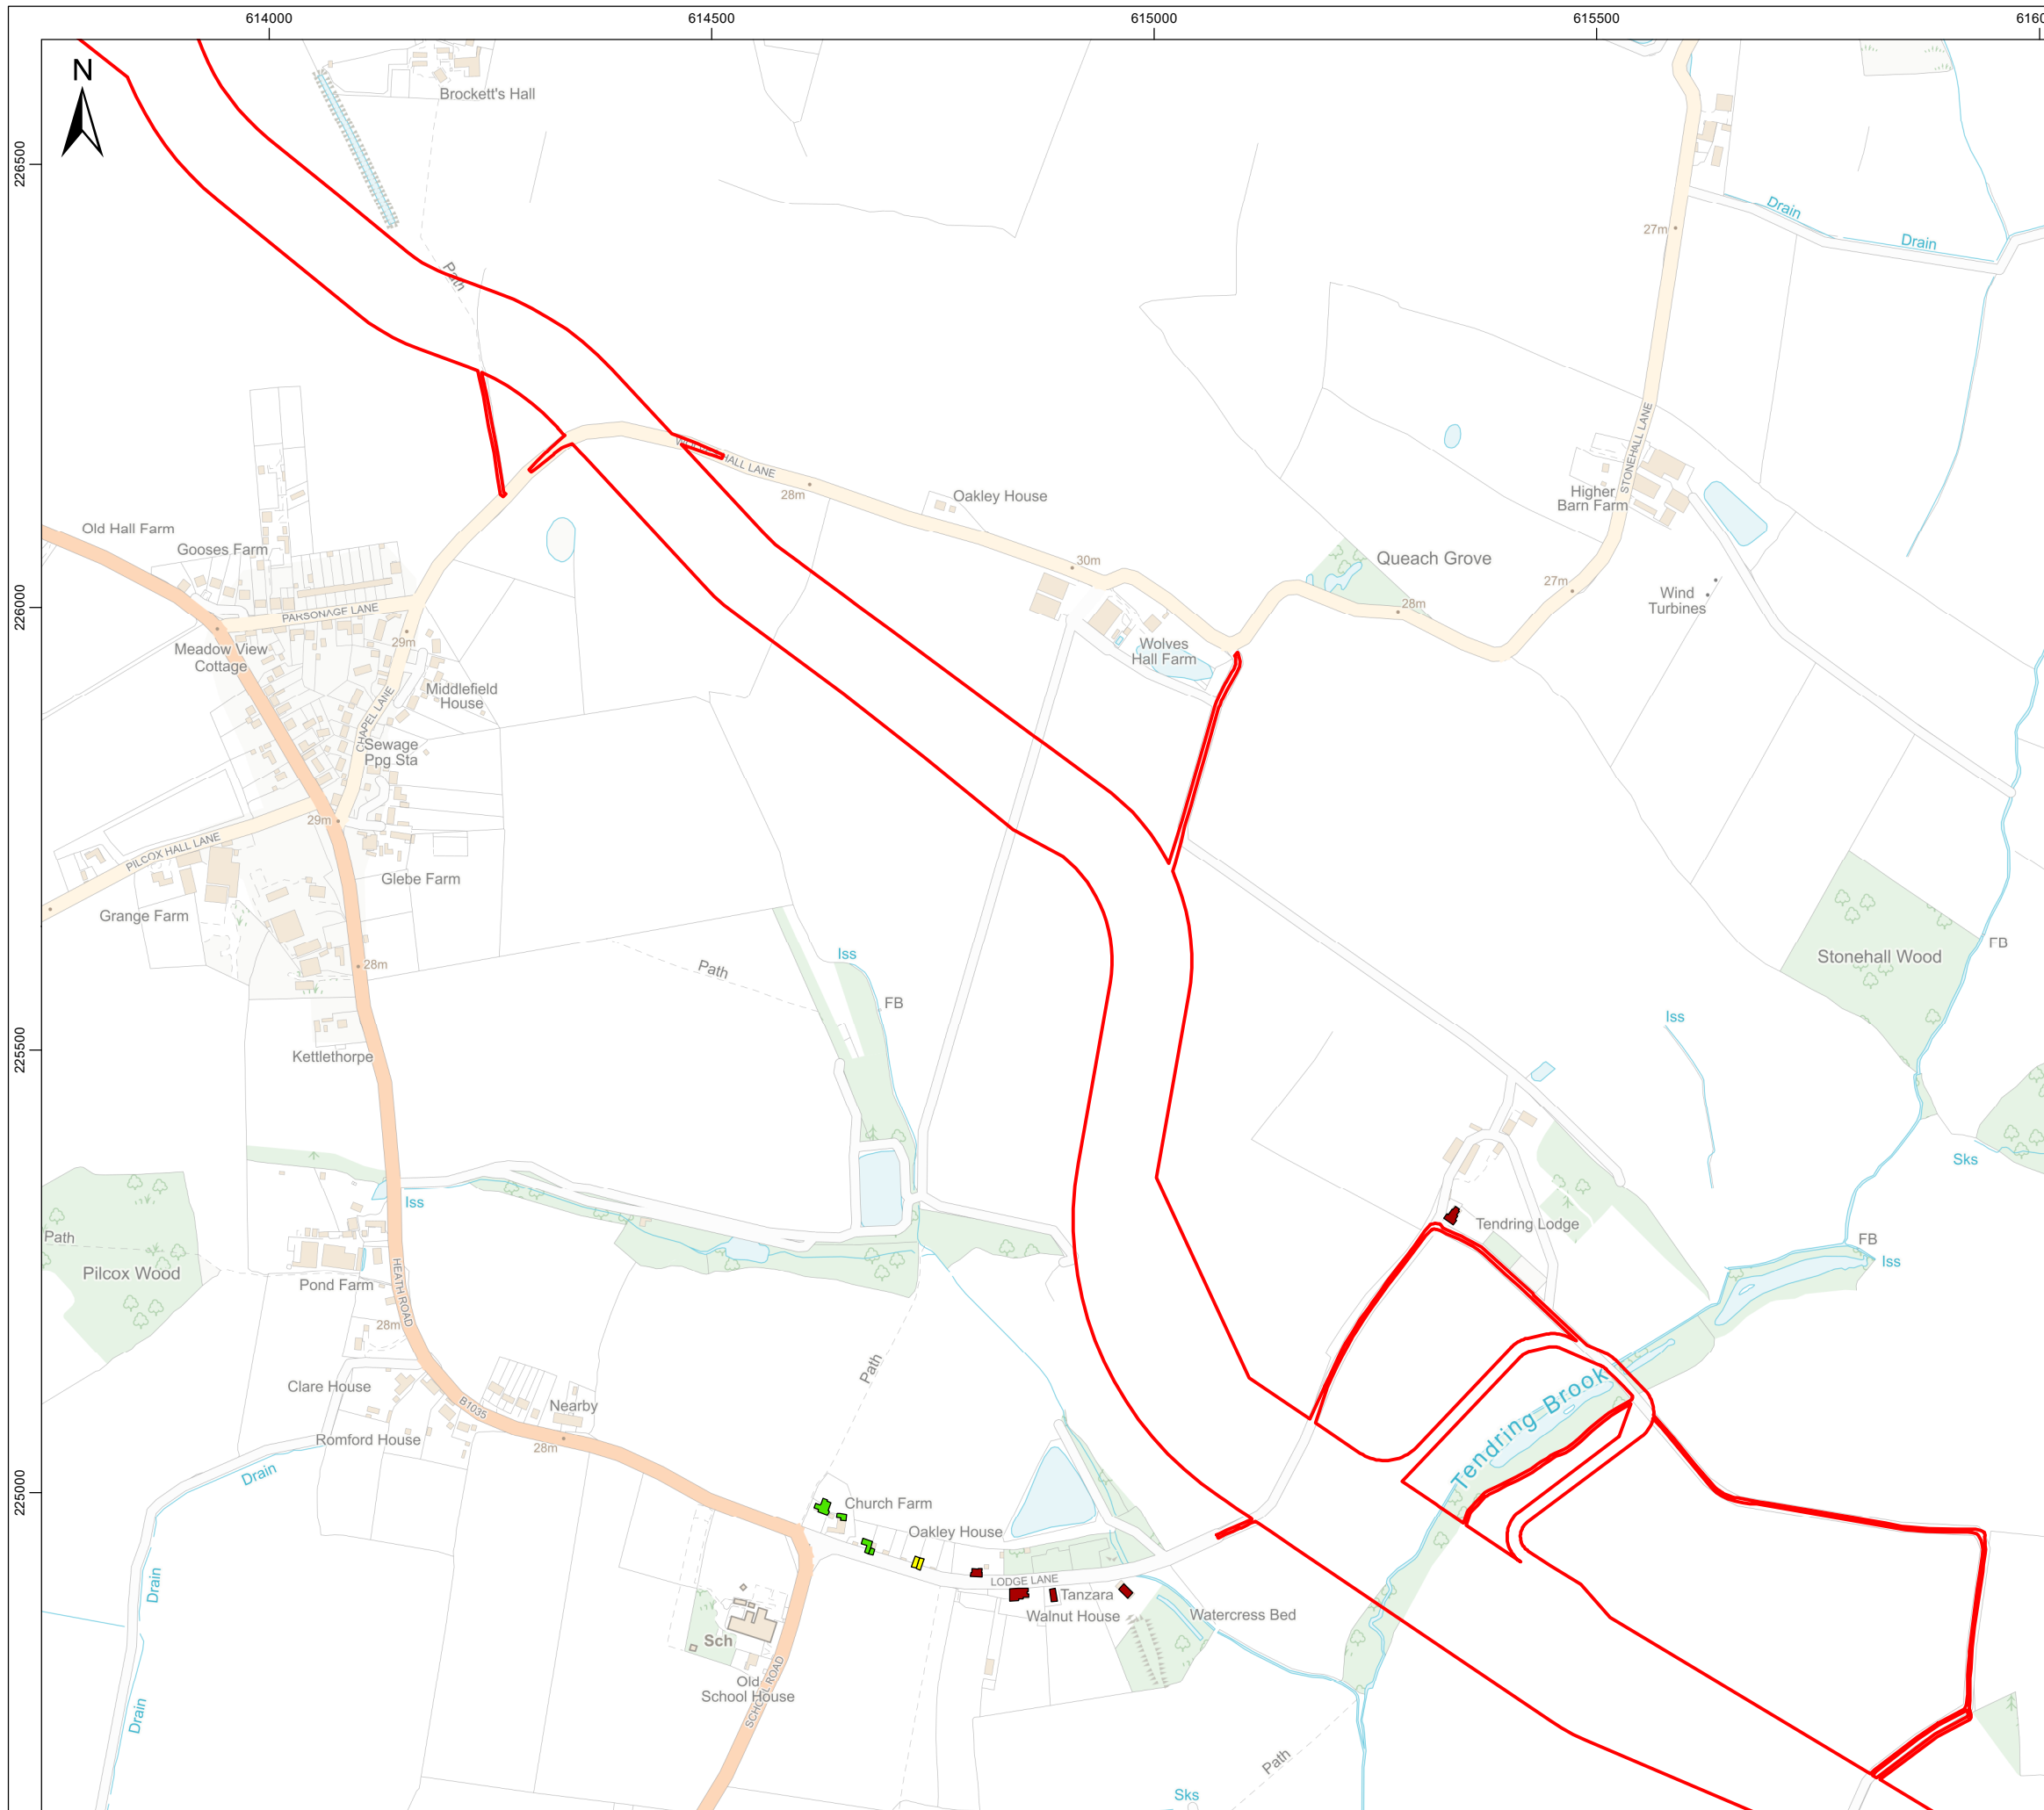 614000
614500
615000
615500
N
226500
226000
225500
225000
Brockett's Hall
Path
Drain
Drain
27m
HALL LANE
28m
STONEHALL LANE
Oakley House
Higher
Barn Farm
Old Hall Farm
Gooses Farm
PARSONAGE LANE
30m
Queach Grove
27m
28m
Wind
Turbines
29m
Meadow View
Cottage
Wolves
Hall Farm
Middlefield
House
CHAPEL LANE
Sewage
Ppg Sta
29m
PILCOX HALL LANE
Glebe Farm
Grange Farm
28m
Path
Iss
FB
FB
Stonehall Wood
Iss
Kettlethorpe
Sks
Iss
Path
Pilcox Wood
Pond Farm
HEATH ROAD
28m
Tendring Lodge
FB
Iss
Path
Clare House
B1035
Nearby
Romford House
28m
Drain
Tendring Brook
Church Farm
Oakley House
LODGE LANE
Tanzara
Walnut House
Watercress Bed
Drain
Sch
Old
School House
SCHOOL ROAD
Drain
Path
Sks